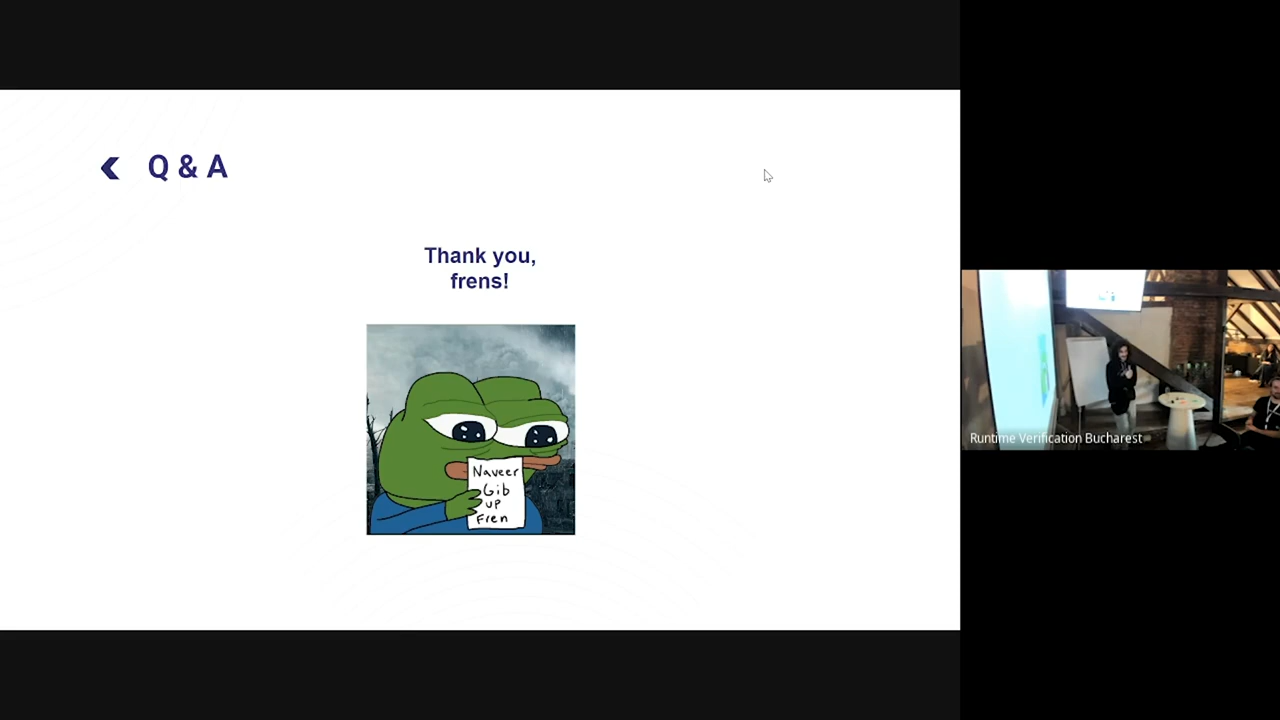 Q & A
Thank you,
frens!
Naveer
Gib
up
Fren
Runtime Verification Bucharest